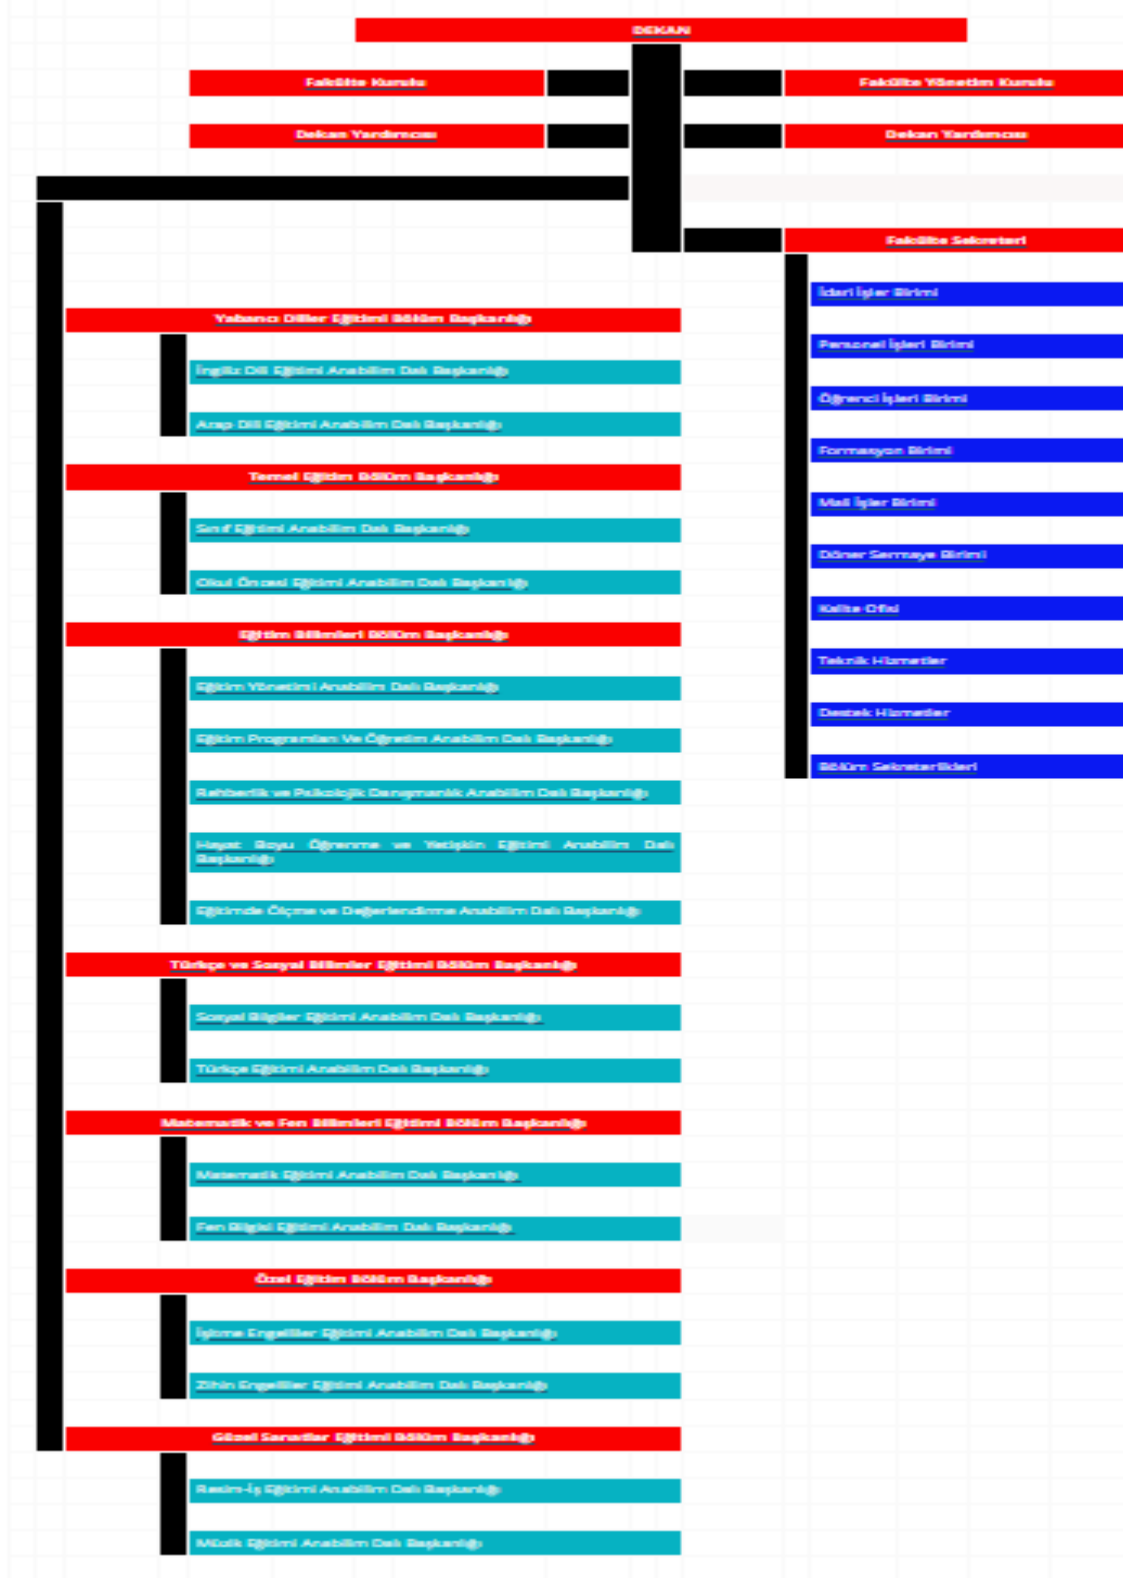 DEKAN
Fakülte Kurulu
Fakülte Yönetim Kurulu
Dekan Yardımcısı
Dekan Yardımcısı
Fakülte Sekreteri
İdari İşler Birimi
Personel İşleri Birimi
Öğrenci İşleri Birimi
Formasyon Birimi
Mali İşler Birimi
Döner Sermaye Birimi
Kalite Ofisi
Teknik Hizmetler
Destek Hizmetler
Bölüm Sekreterlikleri
Yabancı Diller Eğitimi Bölüm Başkanlığı
İngiliz Dili Eğitimi Anabilim Dalı Başkanlığı
Arap Dili Eğitimi Anabilim Dalı Başkanlığı
Temel Eğitim Bölüm Başkanlığı
Sınıf Eğitimi Anabilim Dalı Başkanlığı
Okul Öncesi Eğitimi Anabilim Dalı Başkanlığı
Eğitim Bilimleri Bölüm Başkanlığı
Eğitim Yönetimi Anabilim Dalı Başkanlığı
Eğitim Programları Ve Öğretim Anabilim Dalı Başkanlığı
Rehberlik ve Psikolojik Danışmanlık Anabilim Dalı Başkanlığı
Hayat Boyu Öğrenme ve Yetişkin Eğitimi Anabilim Dalı
Başkanlığı
Eğitimde Ölçme ve Değerlendirme Anabilim Dalı Başkanlığı
Türkçe ve Sosyal Bilimler Eğitimi Bölüm Başkanlığı
Sosyal Bilgiler Eğitimi Anabilim Dalı Başkanlığı
Türkçe Eğitimi Anabilim Dalı Başkanlığı
Matematik ve Fen Bilimleri Eğitimi Bölüm Başkanlığı
Matematik Eğitimi Anabilim Dalı Başkanlığı
Fen Bilgisi Eğitimi Anabilim Dalı Başkanlığı
Özel Eğitim Bölüm Başkanlığı
İşitme Engelliler Eğitimi Anabilim Dalı Başkanlığı
Zihin Engelliler Eğitimi Anabilim Dalı Başkanlığı
Güzel Sanatlar Eğitimi Bölüm Başkanlığı
Resim-İş Eğitimi Anabilim Dalı Başkanlığı
Müzik Eğitimi Anabilim Dalı Başkanlığı